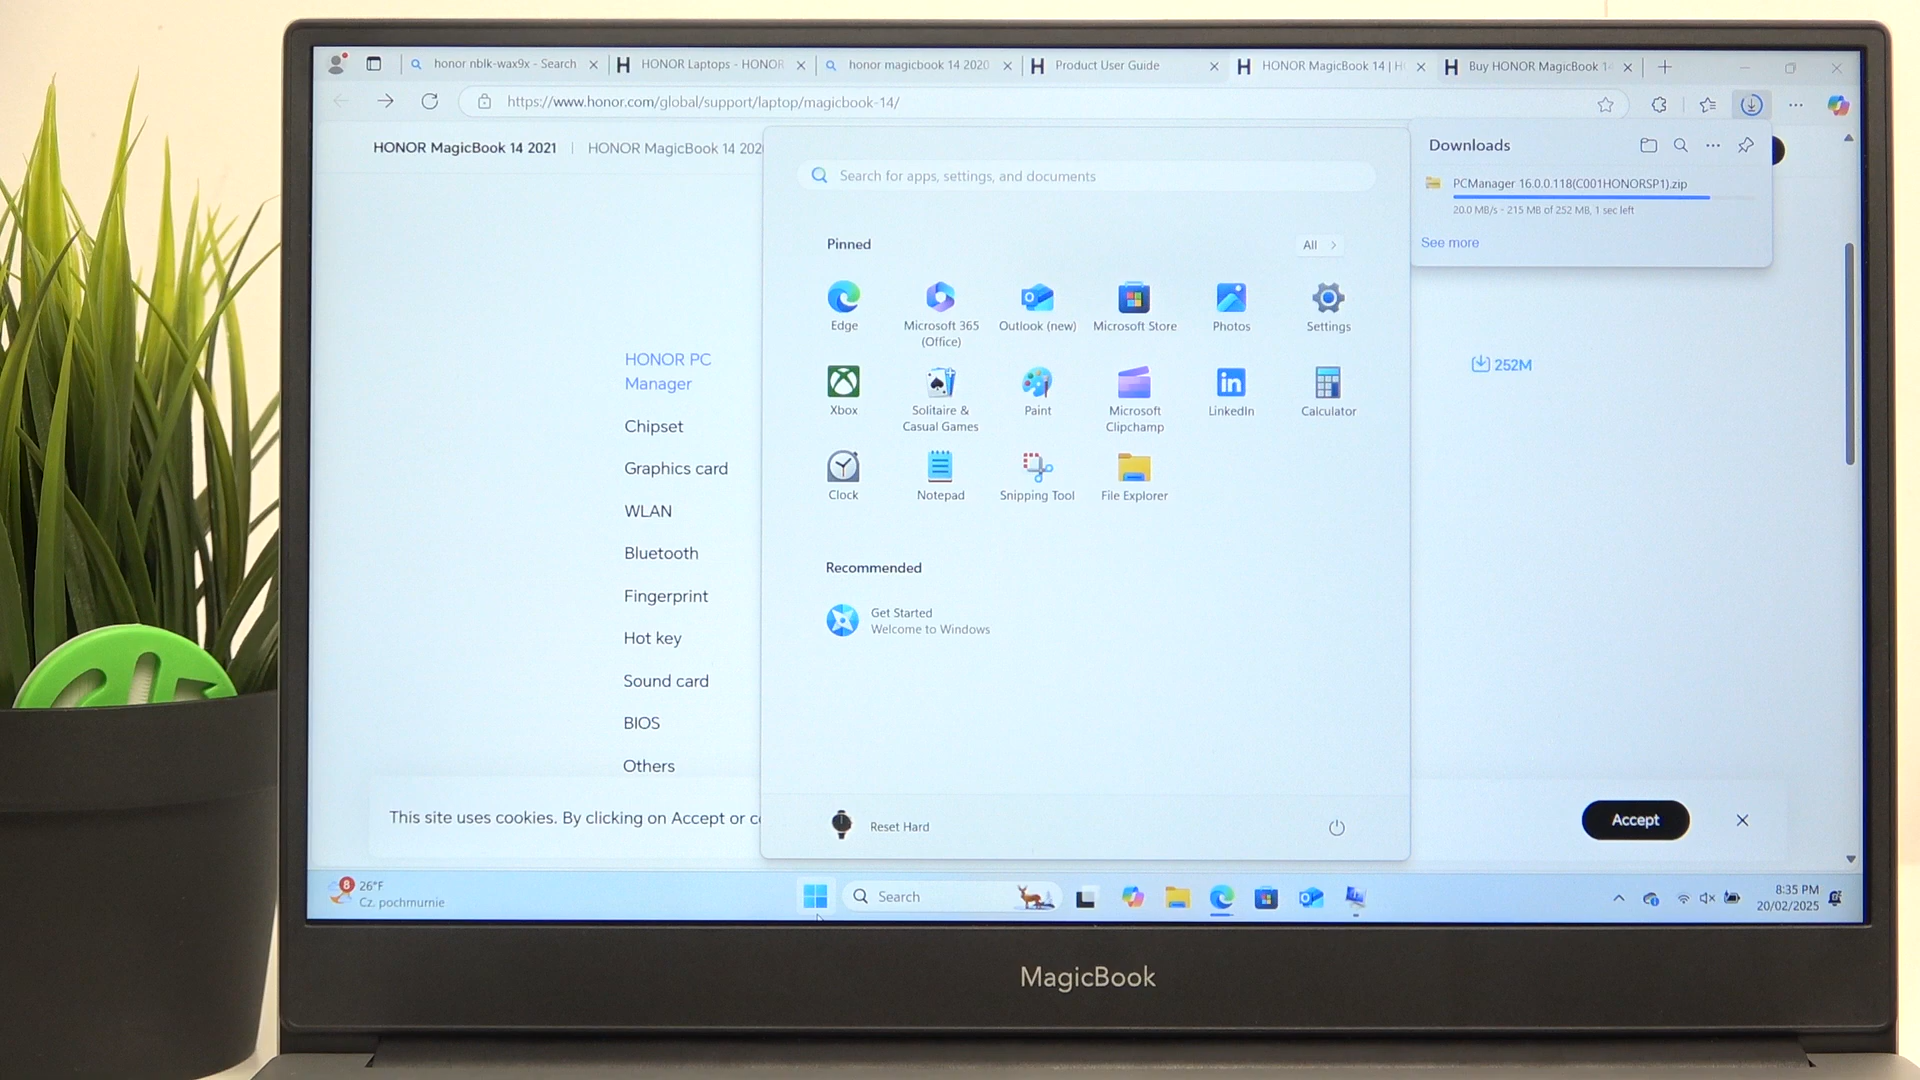 honor nblk-wax9x - Search
HONOR Laptops - HONOR
honor magicbook 14 2020
Product User Guide
HONOR MagicBook 14 | H
Buy HONOR MagicBook 14
https://www.honor.com/global/support/laptop/magicbook-14/
HONOR MagicBook 14 2021
HONOR MagicBook 14 202
Downloads
PCManager 16.0.0.118(C001HONORSP1).zip
20.0 MB/s - 215 MB of 252 MB, 1 sec left
See more
Search for apps, settings, and documents
Pinned
All
Edge
Microsoft 365
(Office)
Outlook (new)
Microsoft Store
Photos
Settings
Xbox
Solitaire &
Casual Games
Paint
Microsoft
Clipchamp
LinkedIn
Calculator
Clock
Notepad
Snipping Tool
File Explorer
Recommended
Get Started
Welcome to Windows
Reset Hard
HONOR PC
Manager
252M
Chipset
Graphics card
WLAN
Bluetooth
Fingerprint
Hot key
Sound card
BIOS
Others
This site uses cookies. By clicking on Accept or c
Accept
8
26°F
Cz. pochmurnie
Search
8:35 PM
20/02/2025
MagicBook